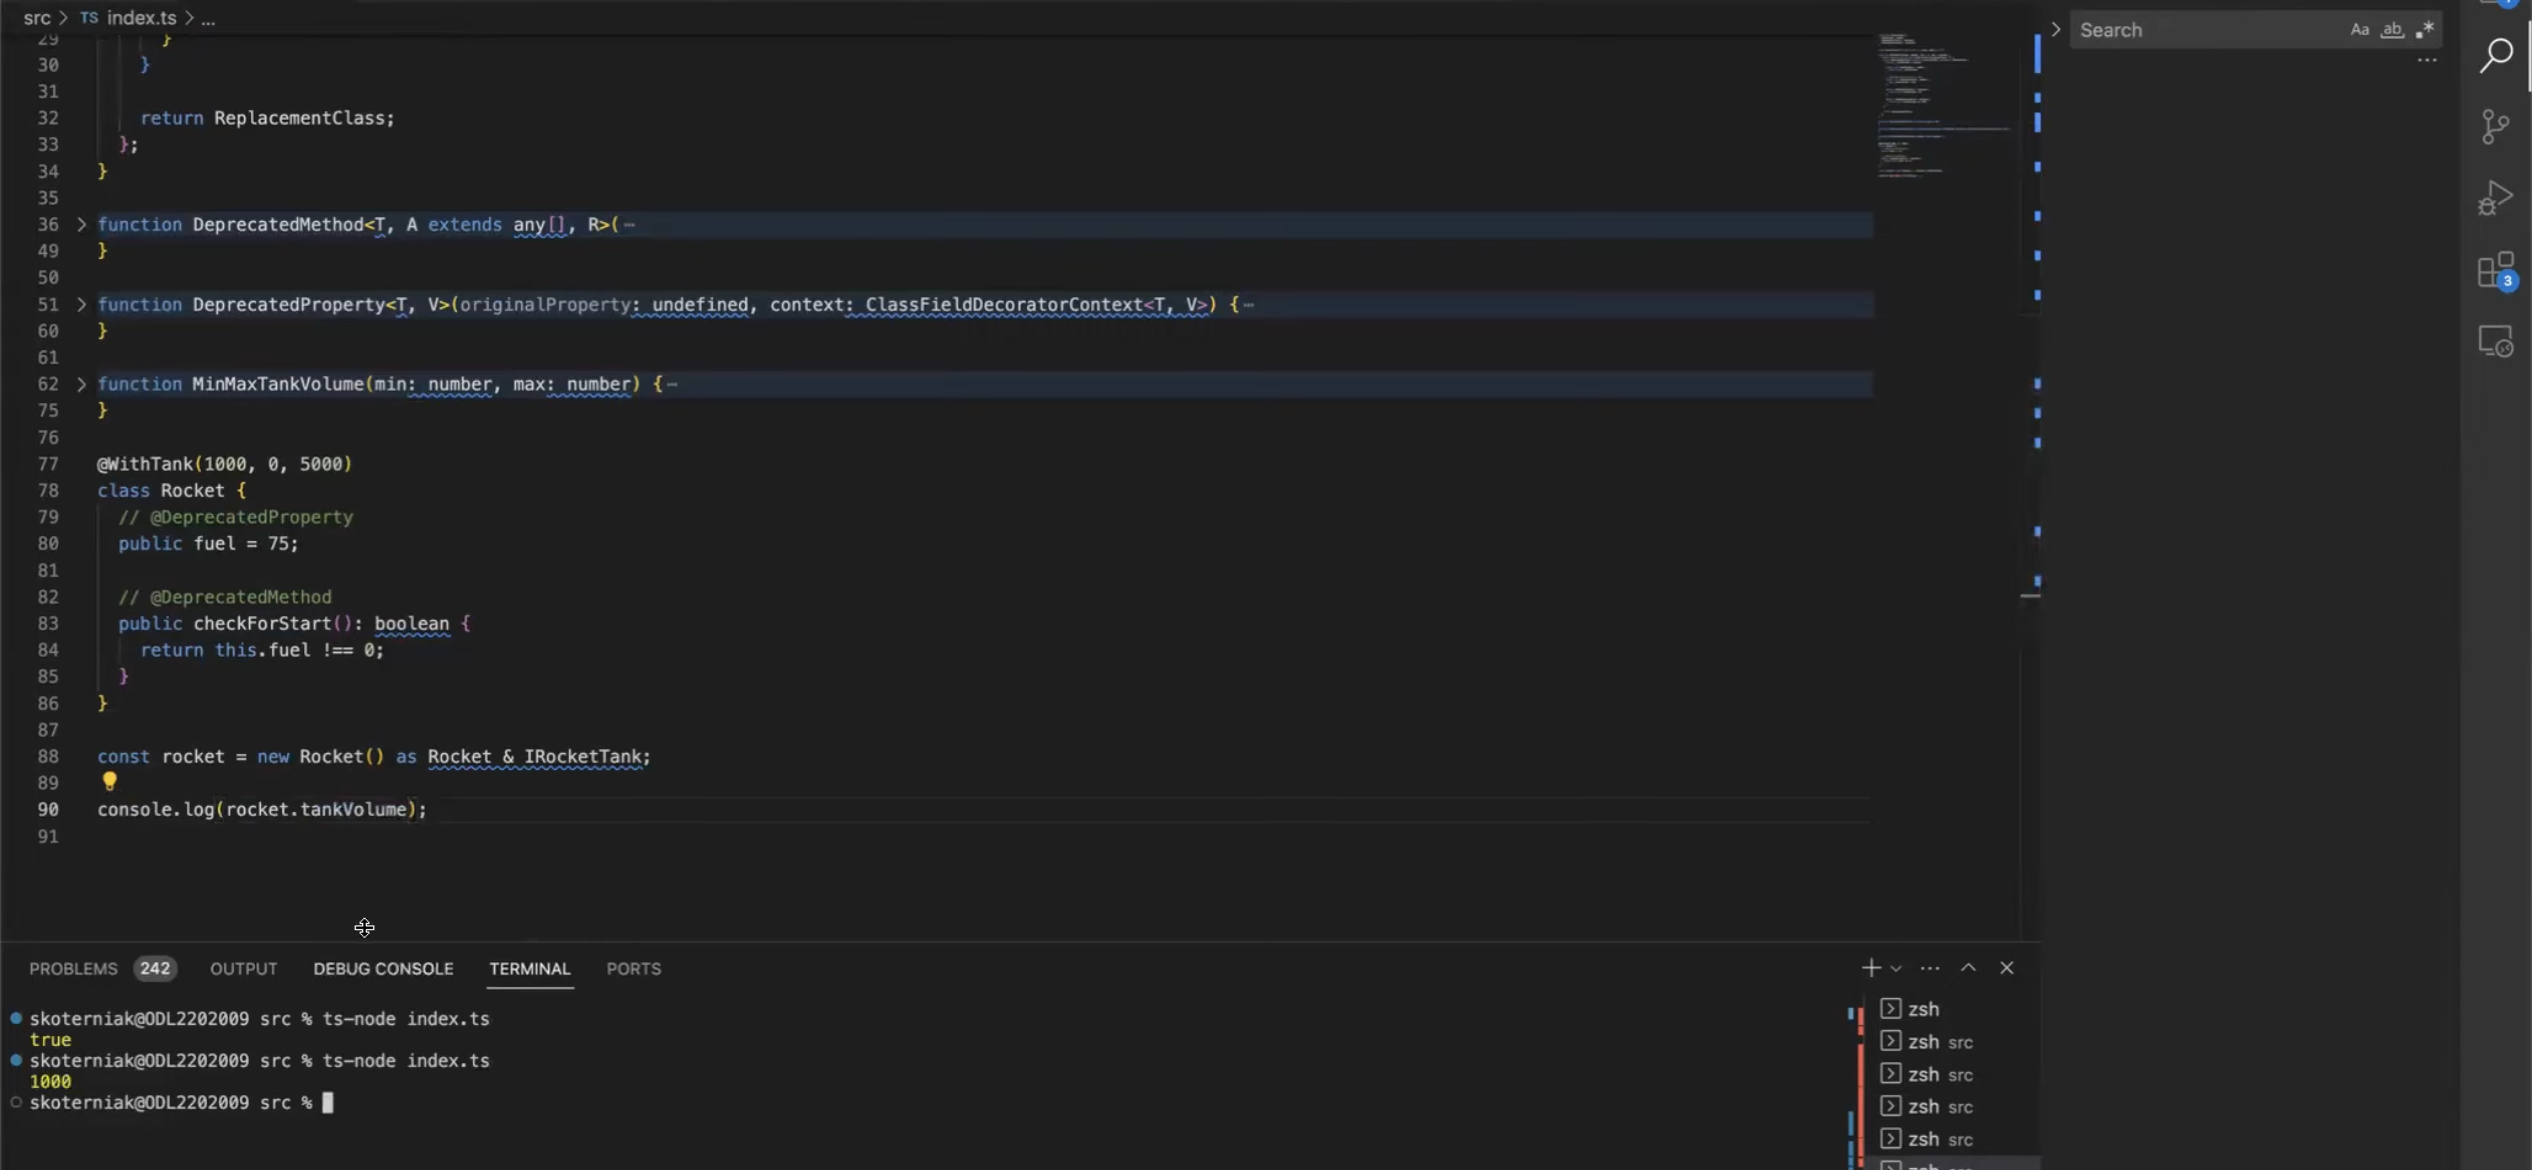 src > TS index.ts > ...
29 }
30 }
31
32 return ReplacementClass;
33 };
34 }
35
36 function DeprecatedMethod<T, A extends any[], R>(⋯
49 }
50
51 function DeprecatedProperty<T, V>(originalProperty: undefined, context: ClassFieldDecoratorContext<T, V>) {⋯
60 }
61
62 function MinMaxTankVolume(min: number, max: number) {⋯
75 }
76
77 @WithTank(1000, 0, 5000)
78 class Rocket {
79 // @DeprecatedProperty
80 public fuel = 75;
81
82 // @DeprecatedMethod
83 public checkForStart(): boolean {
84 return this.fuel !== 0;
85 }
86 }
87
88 const rocket = new Rocket() as Rocket & IRocketTank;
89
90 console.log(rocket.tankVolume);
91
Search Aa ab .*
3
PROBLEMS 242 OUTPUT DEBUG CONSOLE TERMINAL PORTS
skoterniak@ODL2202009 src % ts-node index.ts
true
skoterniak@ODL2202009 src % ts-node index.ts
1000
skoterniak@ODL2202009 src %
zsh
zsh src
zsh src
zsh src
zsh src